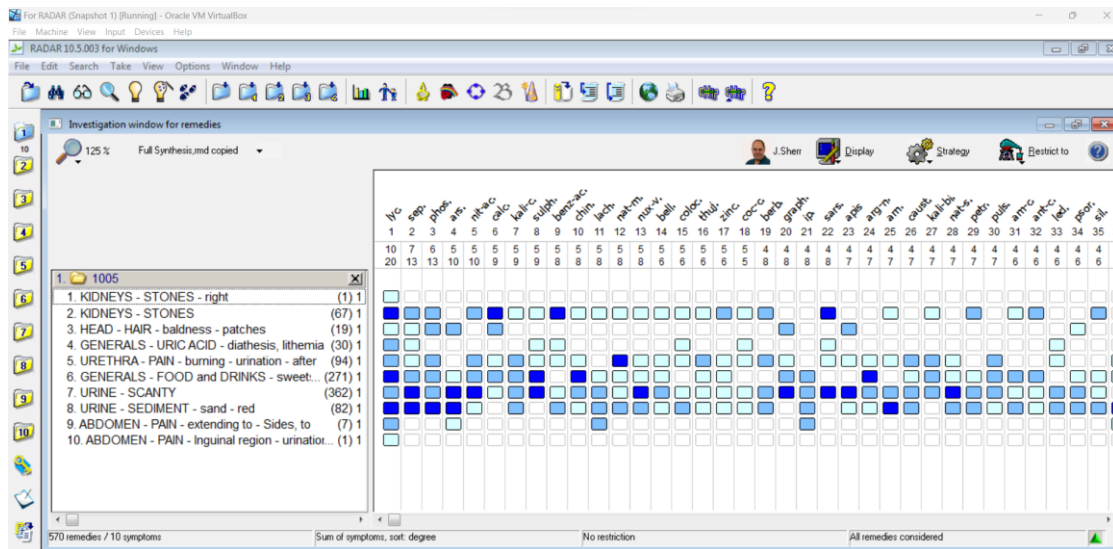 For RADAR (Snapshot 1) [Running] - Oracle VM VirtualBox
File Machine View Input Devices Help
RADAR 10.5.003 for Windows
File Edit Search Take View Options Window Help
Investigation window for remedies
125 % Full Synthesis,rmd copied J.Sherr Display Strategy Restrict to
lyc. sep. phos. ars. nit-ac. calc. kali-c. sulph. benz-ac. chin. lach. nat-m. nux-v. bell. coloc. thuj. zinc. coc-c. berb. graph. ip. sars. apis arg-n. arn. caust. kali-bi. nat-s. petr. puls. am-c. ant-c. led. psor. sil.
1 2 3 4 5 6 7 8 9 10 11 12 13 14 15 16 17 18 19 20 21 22 23 24 25 26 27 28 29 30 31 32 33 34 35
10 7 6 5 5 5 5 5 5 5 5 5 5 5 5 5 5 5 4 4 4 4 4 4 4 4 4 4 4 4 4 4 4 4 4
20 13 13 10 10 9 9 9 8 8 8 8 8 6 6 6 6 5 8 8 8 8 7 7 7 7 7 7 7 7 6 6 6 6 6
1. 1005
1. KIDNEYS - STONES - right (1) 1
2. KIDNEYS - STONES (67) 1
3. HEAD - HAIR - baldness - patches (19) 1
4. GENERALS - URIC ACID - diathesis, lithemia (30) 1
5. URETHRA - PAIN - burning - urination - after (94) 1
6. GENERALS - FOOD and DRINKS - sweet:... (271) 1
7. URINE - SCANTY (362) 1
8. URINE - SEDIMENT - sand - red (82) 1
9. ABDOMEN - PAIN - extending to - Sides, to (7) 1
10. ABDOMEN - PAIN - Inguinal region - urinatior... (1) 1
570 remedies / 10 symptoms Sum of symptoms, sort: degree No restriction All remedies considered
1
10
2
3
4
5
6
7
8
9
10